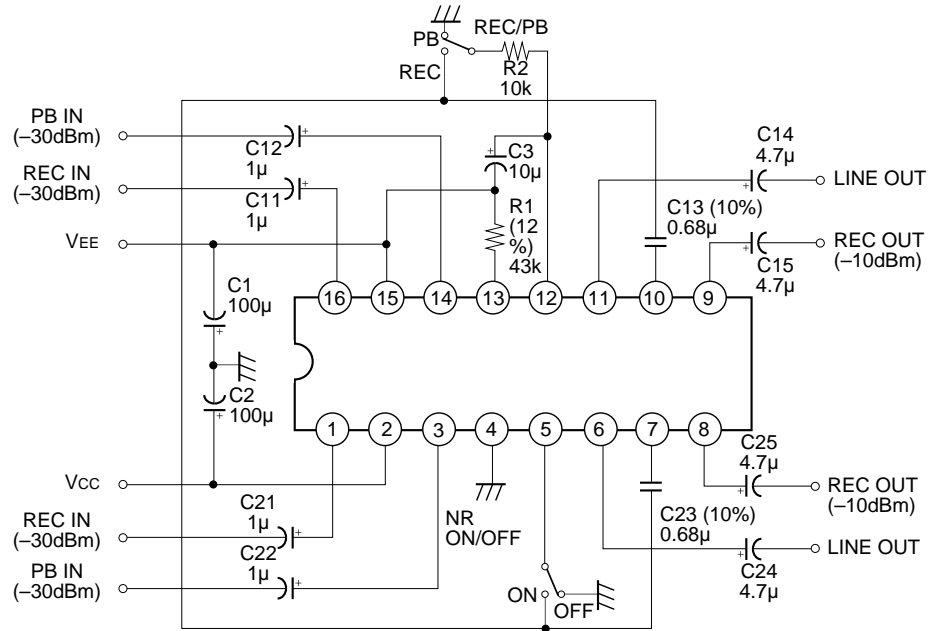 REC/PB
PB
REC
R2
10k
PB IN
(–30dBm)
C12
1µ
REC IN
(–30dBm)
C11
1µ
C3
10µ
C14
4.7µ
LINE OUT
R1
(12
%)
43k
C13 (10%)
0.68µ
VEE
C15
4.7µ
REC OUT
(–10dBm)
C1
100µ
16
15
14
13
12
11
10
9
C2
100µ
1
2
3
4
5
6
7
8
C25
4.7µ
VCC
REC OUT
(–10dBm)
C21
1µ
REC IN
(–30dBm)
NR
ON/OFF
C23 (10%)
0.68µ
C22
1µ
LINE OUT
C24
4.7µ
PB IN
(–30dBm)
ON
OFF